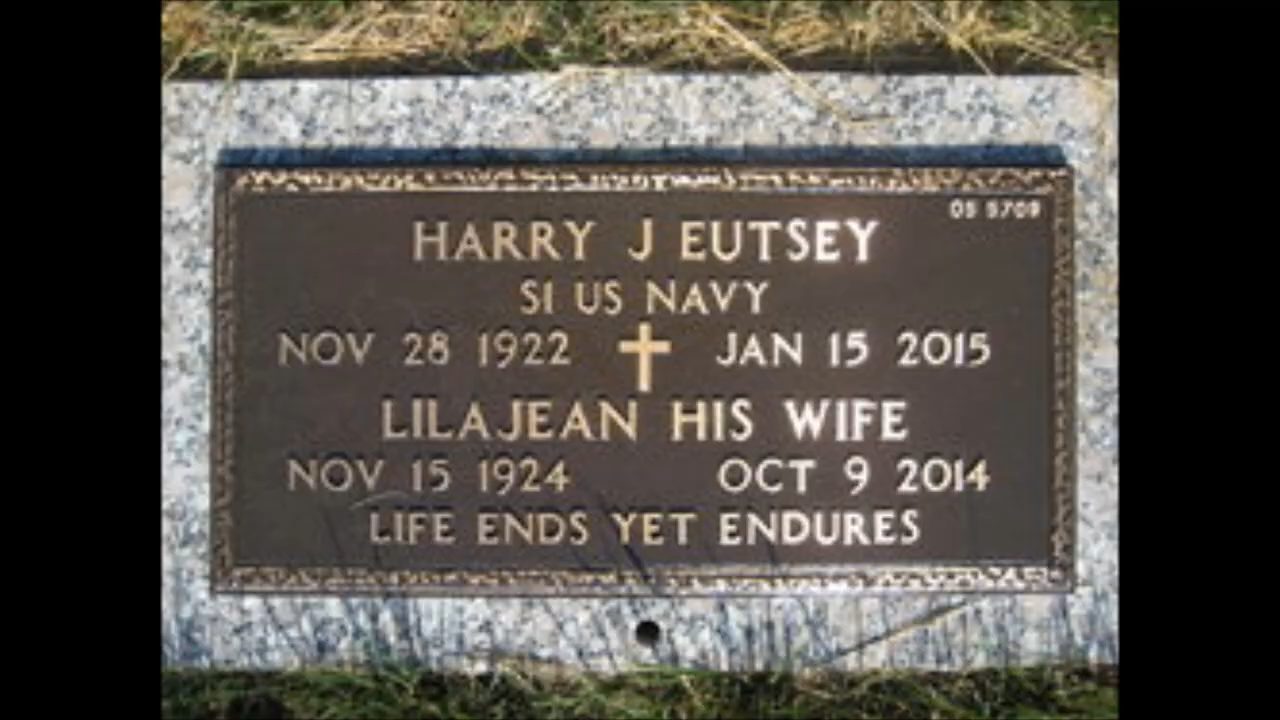 OS 5709
HARRY J EUTSEY
S1 US NAVY
NOV 28 1922 JAN 15 2015
LILAJEAN HIS WIFE
NOV 15 1924 OCT 9 2014
LIFE ENDS YET ENDURES